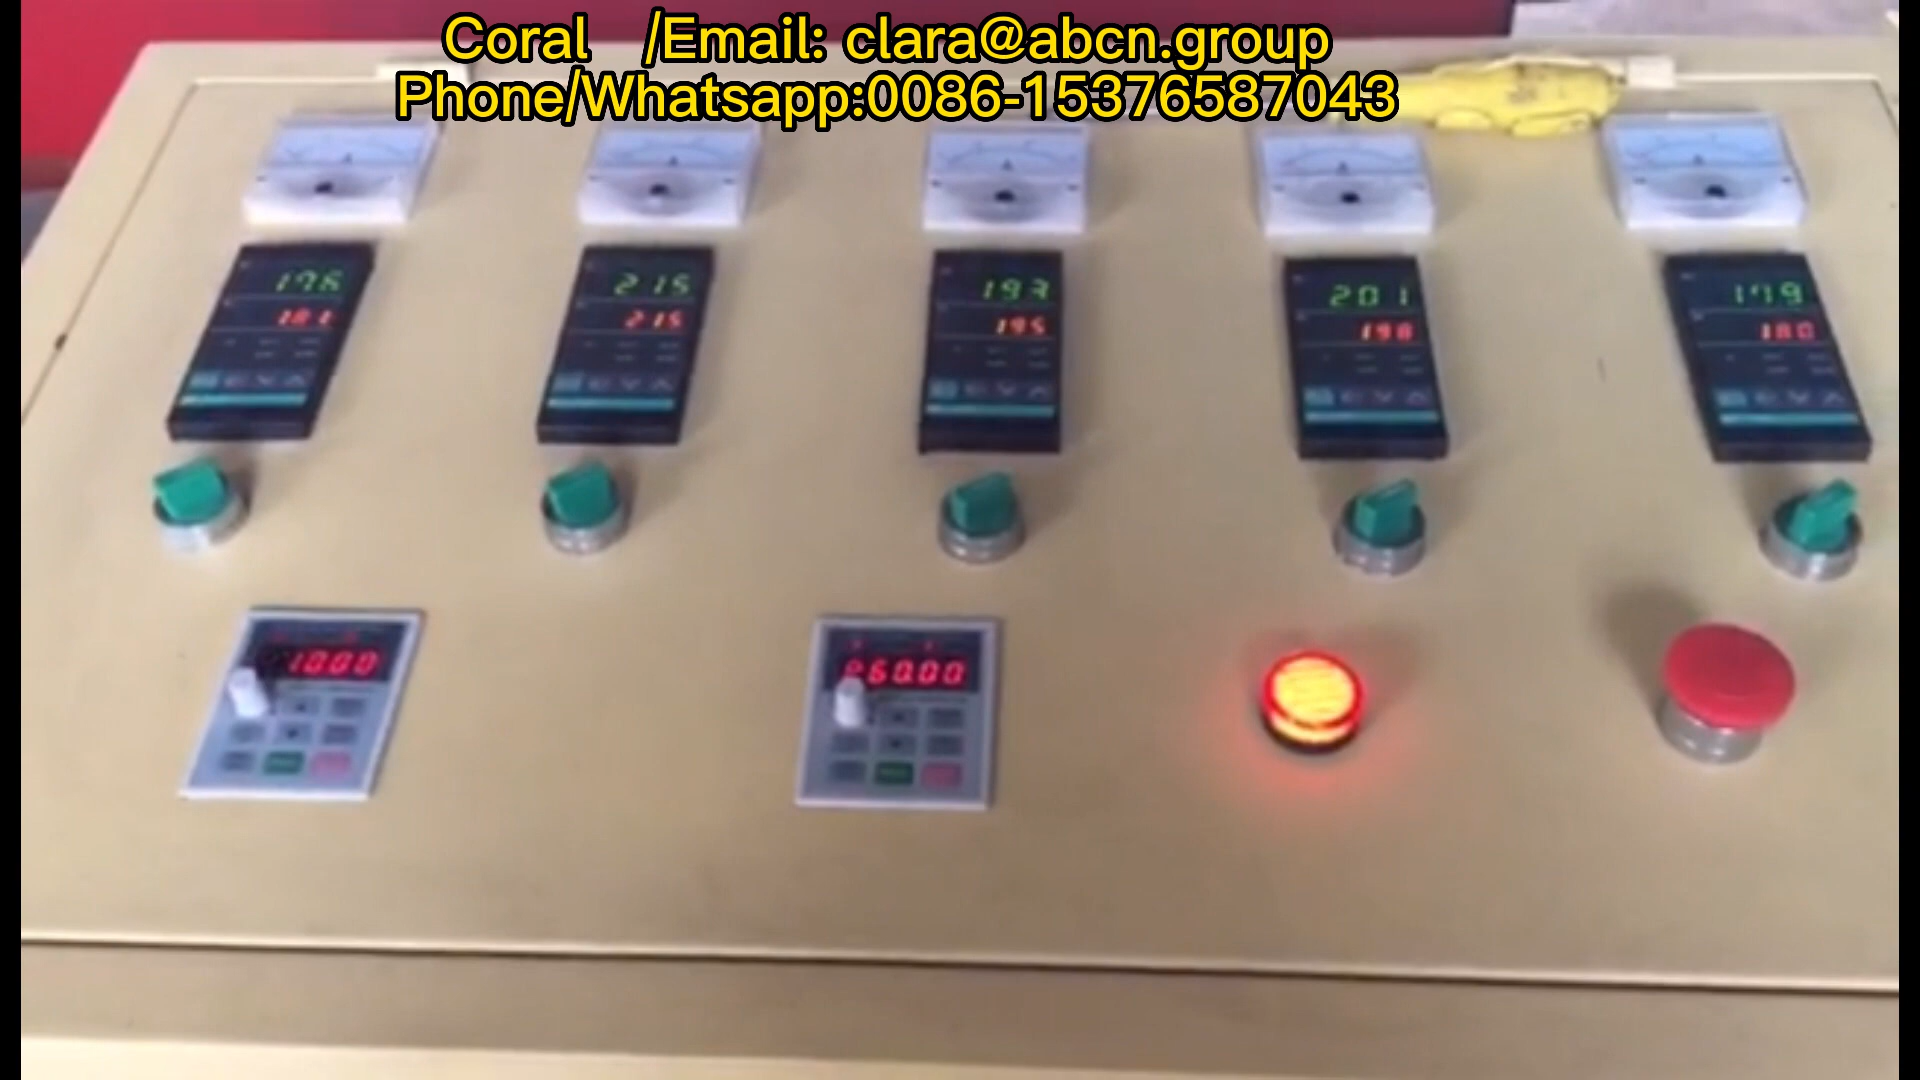 Coral /Email: clara@abcn.group
Phone/Whatsapp:0086-15376587043
176 215 193 201 179
181 215 195 198 180
10.00 60.00